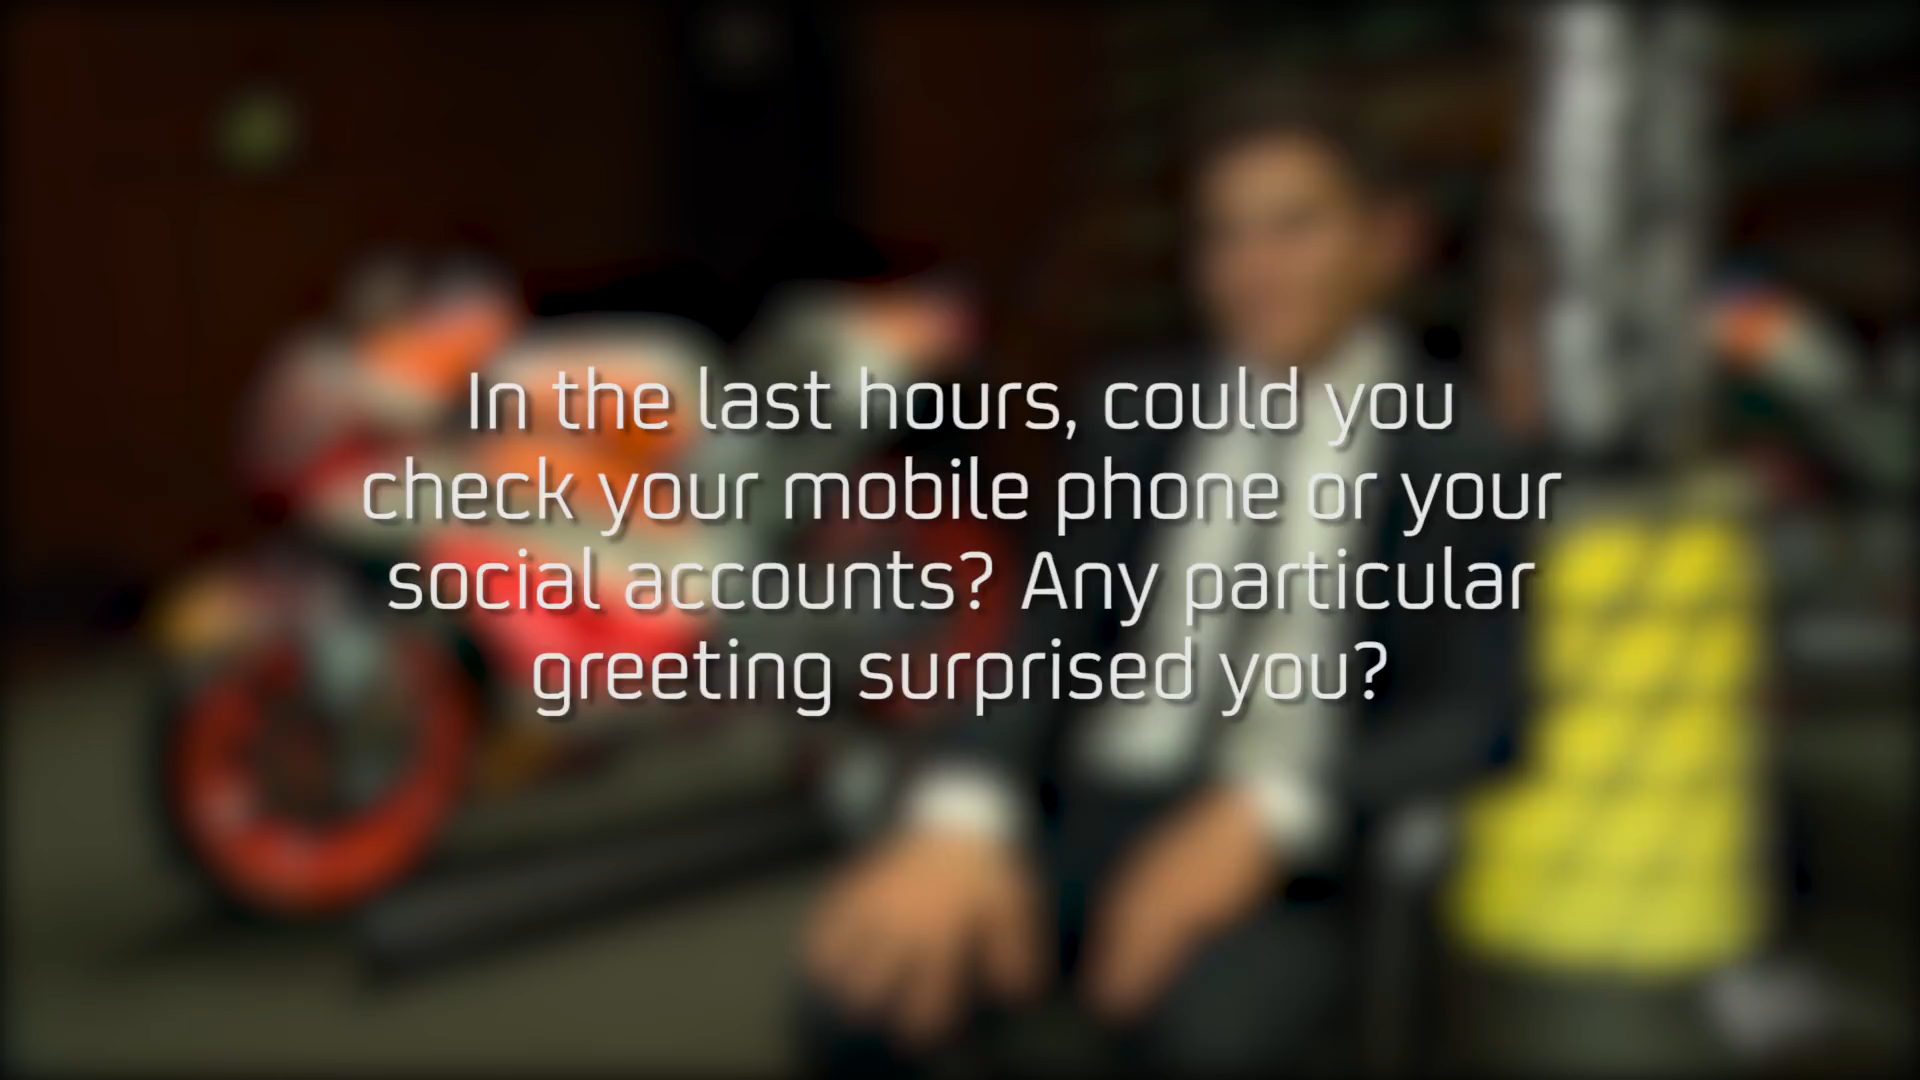 In the last hours, could you
check your mobile phone or your
social accounts? Any particular
greeting surprised you?